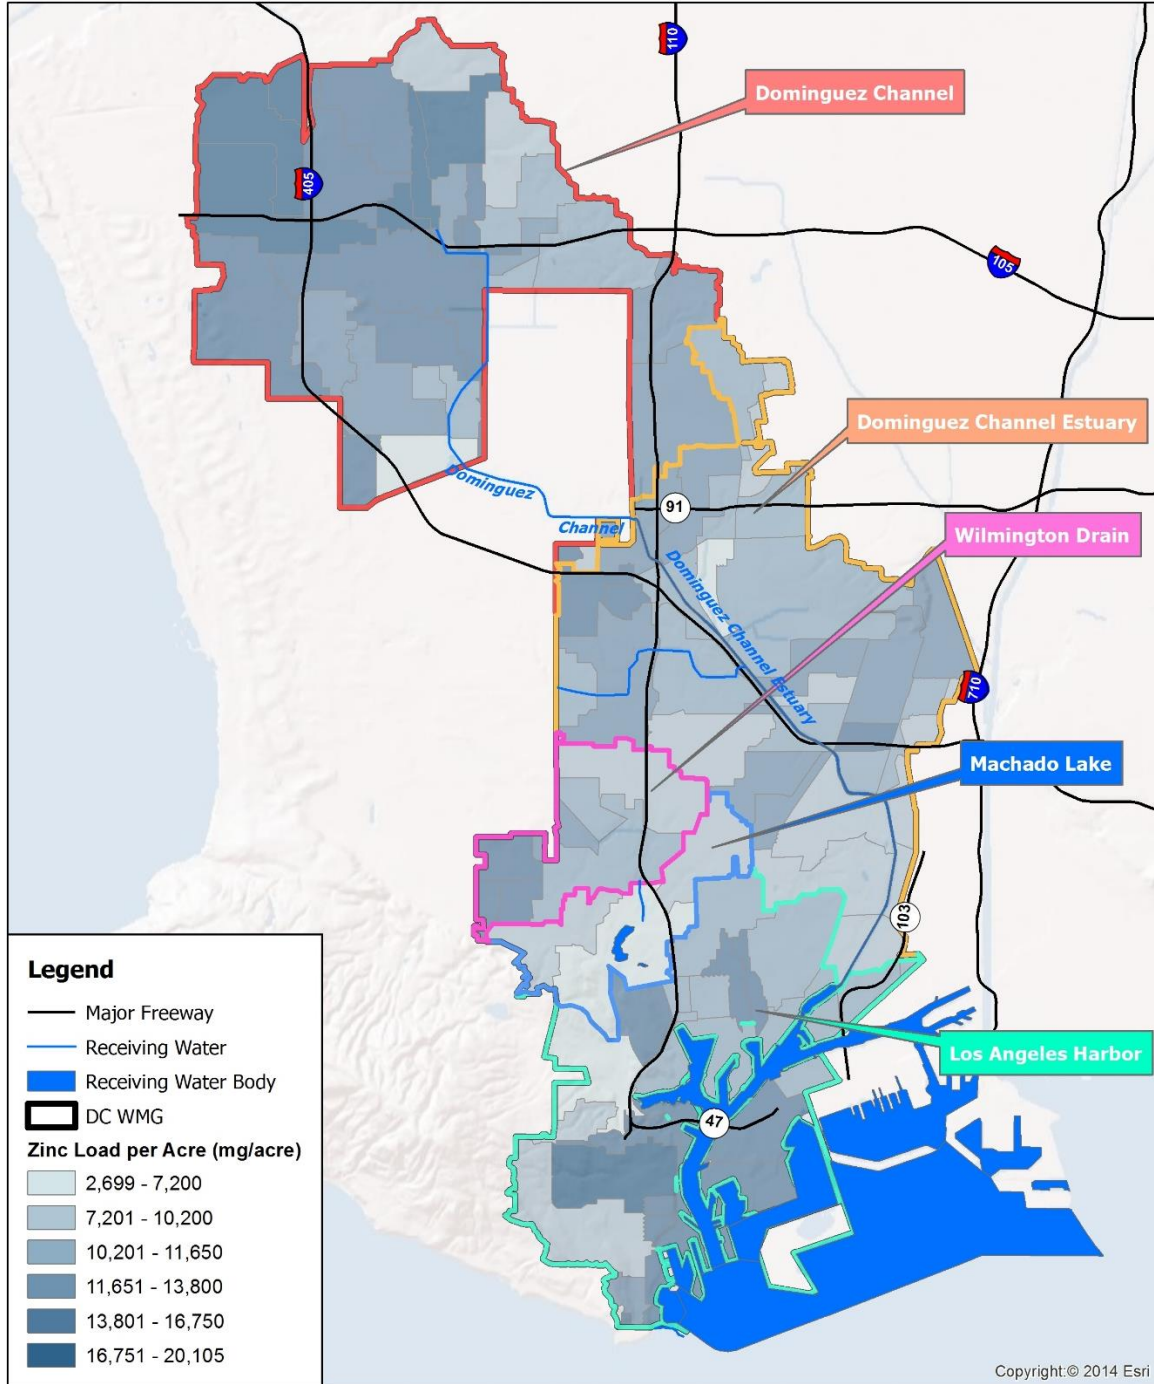 110
Dominguez Channel
405
105
Dominguez Channel Estuary
Dominguez
91
Channel
Wilmington Drain
Dominguez Channel Estuary
710
Machado Lake
103
Los Angeles Harbor
47
Legend
Major Freeway
Receiving Water
Receiving Water Body
DC WMG
Zinc Load per Acre (mg/acre)
2,699 - 7,200
7,201 - 10,200
10,201 - 11,650
11,651 - 13,800
13,801 - 16,750
16,751 - 20,105
Copyright:© 2014 Esri